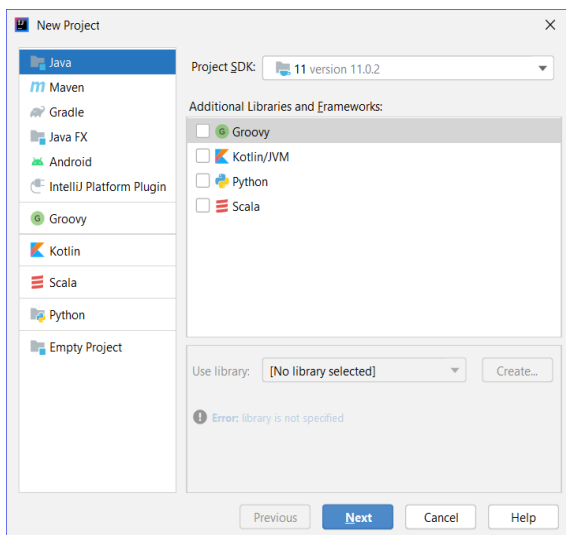 New Project
Java
Maven
Gradle
Java FX
Android
IntelliJ Platform Plugin
Groovy
Kotlin
Scala
Python
Empty Project
Project SDK: 11 version 11.0.2
Additional Libraries and Frameworks:
G Groovy
Kotlin/JVM
Python
Scala
Use library: [No library selected] Create...
Error: library is not specified
Previous Next Cancel Help